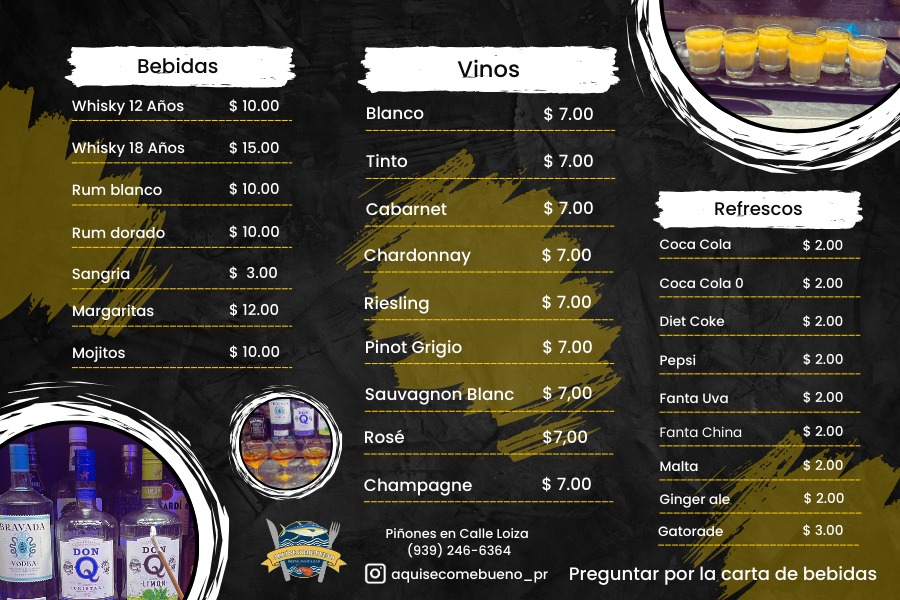 Bebidas
Whisky 12 Años $ 10.00
Whisky 18 Años $ 15.00
Rum blanco $ 10.00
Rum dorado $ 10.00
Sangria $ 3.00
Margaritas $ 12.00
Mojitos $ 10.00
Vinos
Blanco $ 7.00
Tinto $ 7.00
Cabarnet $ 7.00
Chardonnay $ 7.00
Riesling $ 7.00
Pinot Grigio $ 7.00
Sauvagnon Blanc $ 7,00
Rosé $7,00
Champagne $ 7.00
Refrescos
Coca Cola $ 2.00
Coca Cola 0 $ 2.00
Diet Coke $ 2.00
Pepsi $ 2.00
Fanta Uva $ 2.00
Fanta China $ 2.00
Malta $ 2.00
Ginger ale $ 2.00
Gatorade $ 3.00
BRAVADA
VODKA
DON
Q
CRISTAL
DON
Q
LIMÓN
AQUISECOMEBUENO
Piñones en Calle Loiza
(939) 246-6364
aquisecomebueno_pr
Preguntar por la carta de bebidas